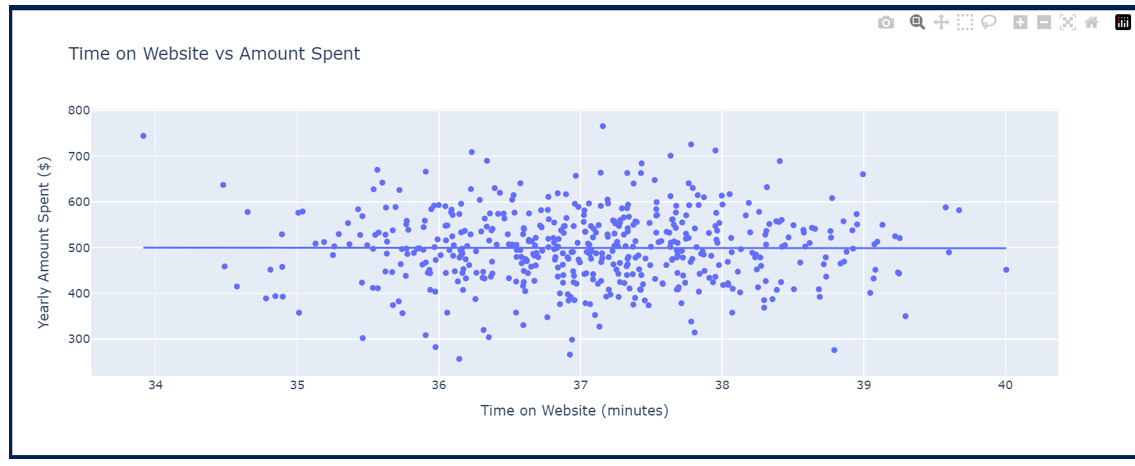 Time on Website vs Amount Spent
Yearly Amount Spent ($)
800
700
600
500
400
300
34 35 36 37 38 39 40
Time on Website (minutes)